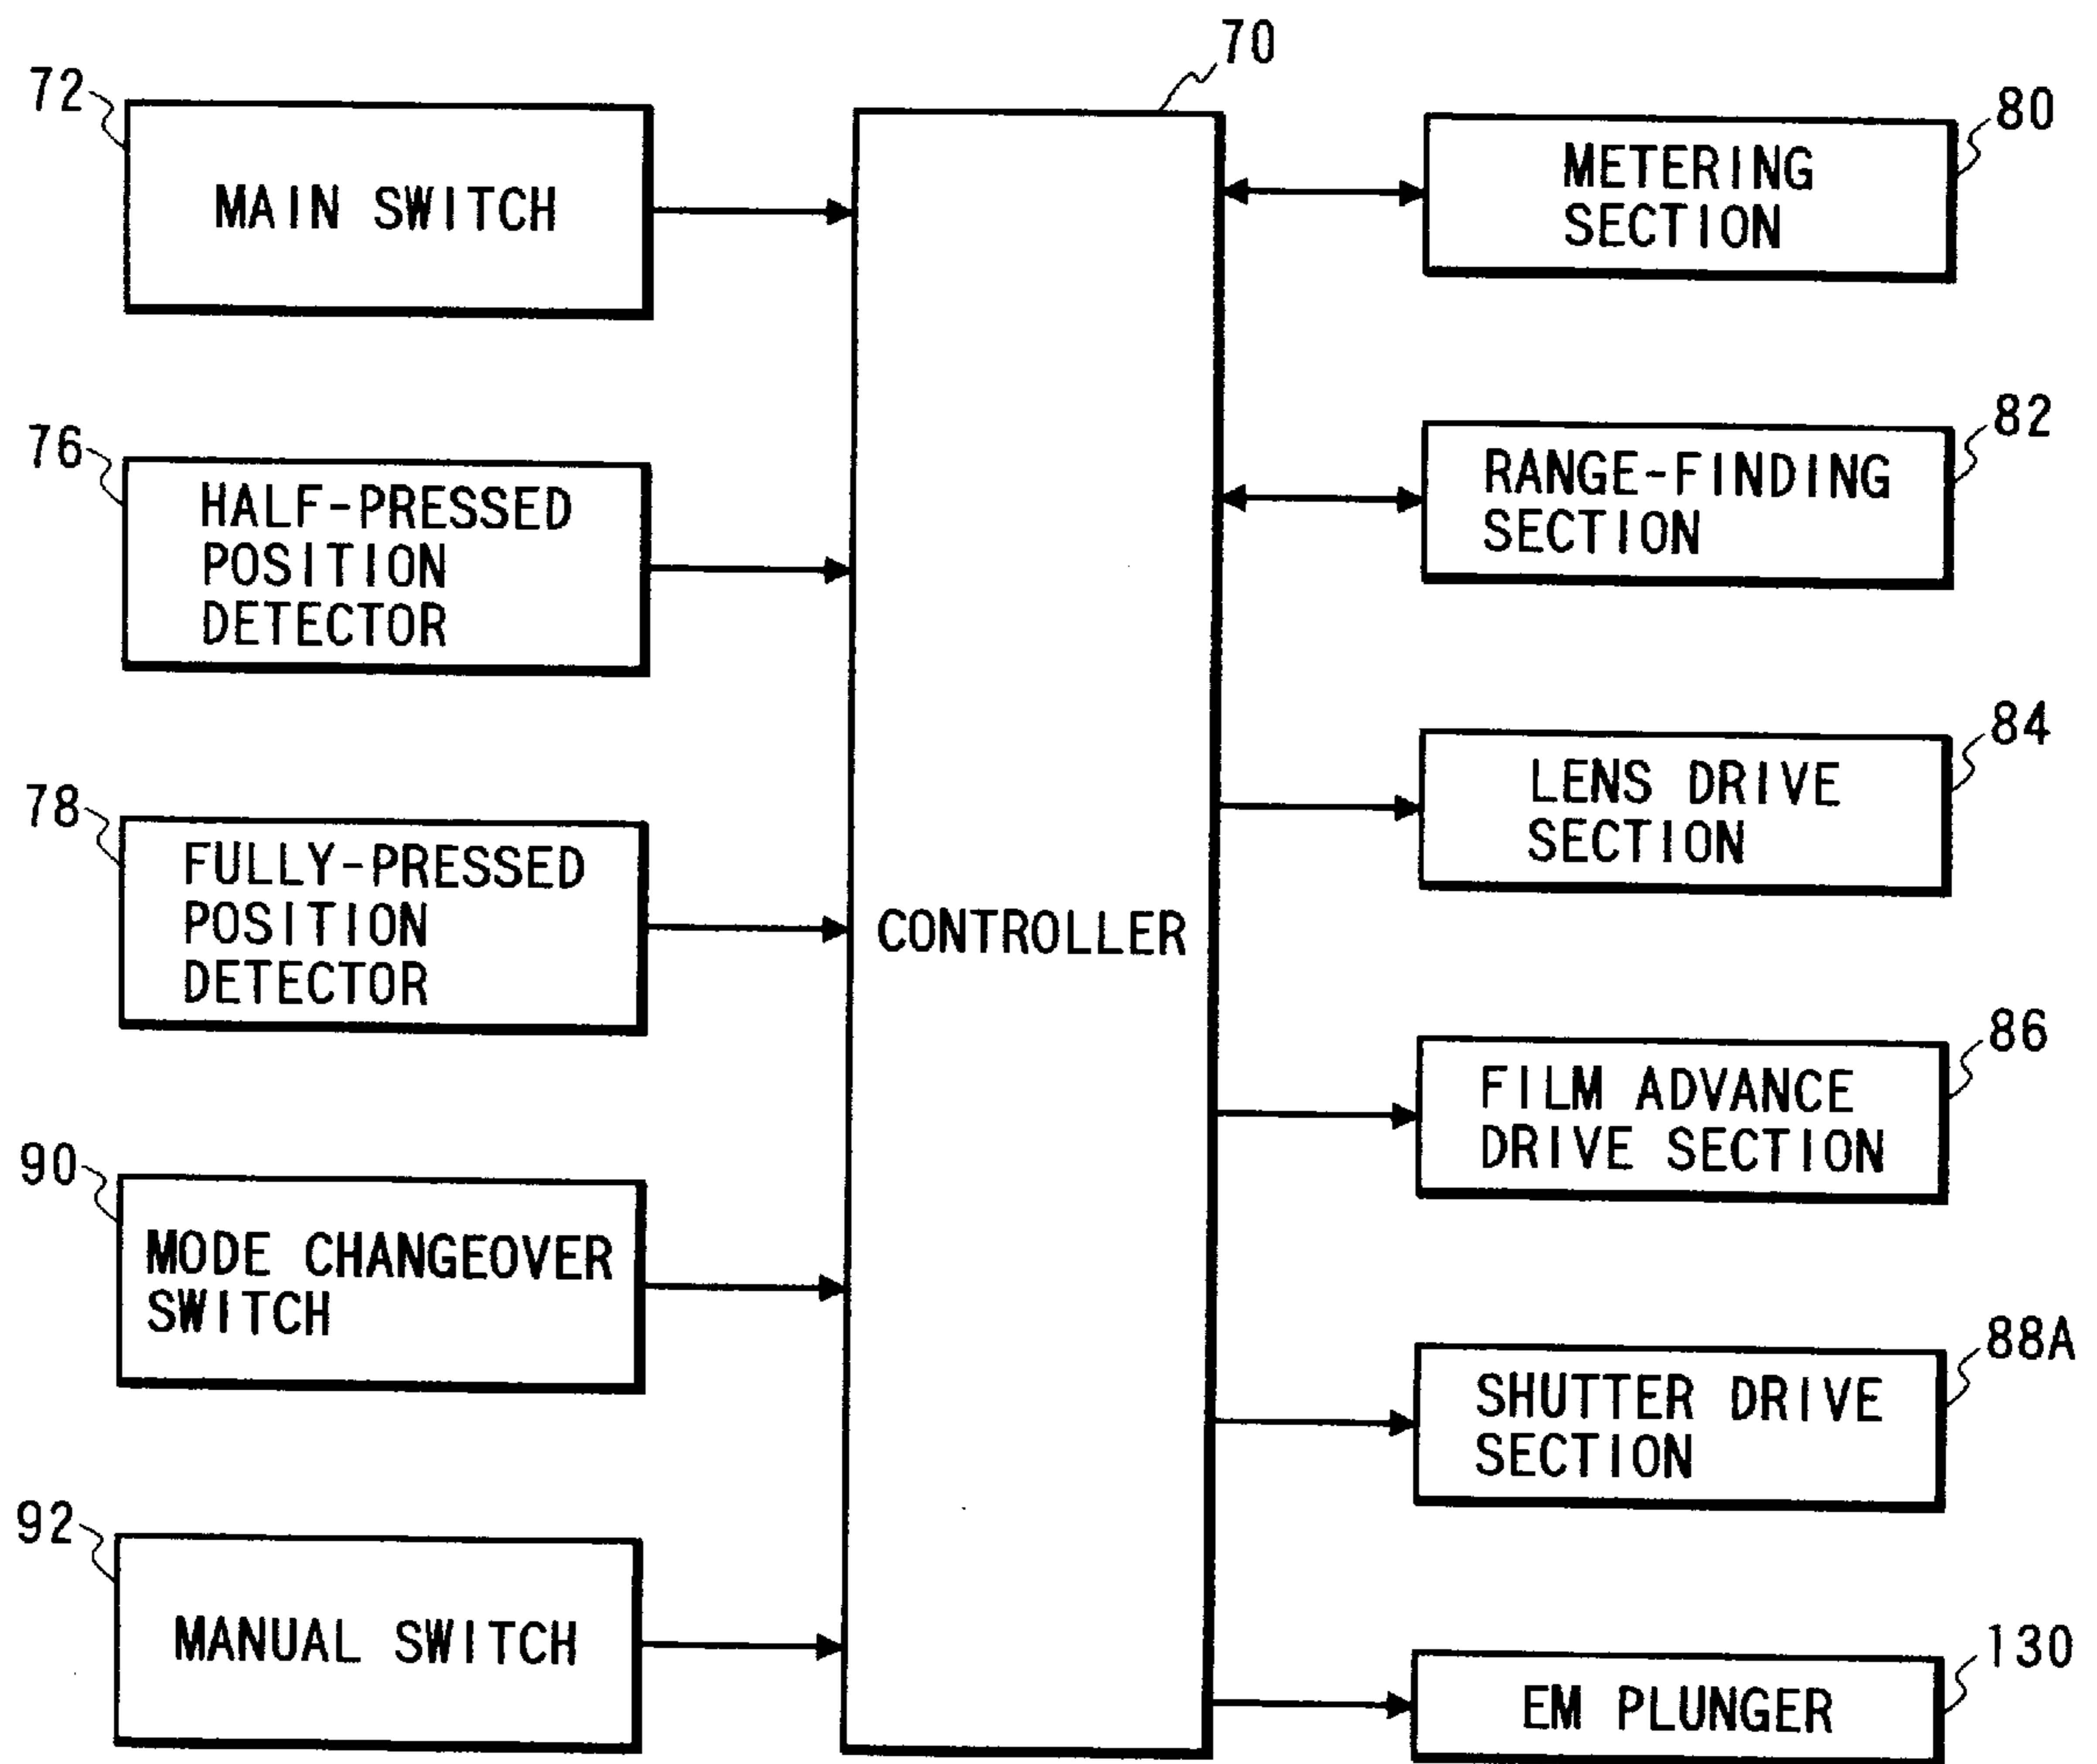 70
72
MAIN SWITCH
76
HALF-PRESSED
POSITION
DETECTOR
78
FULLY-PRESSED
POSITION
DETECTOR
90
MODE CHANGEOVER
SWITCH
92
MANUAL SWITCH
CONTROLLER
80
METERING
SECTION
82
RANGE-FINDING
SECTION
84
LENS DRIVE
SECTION
86
FILM ADVANCE
DRIVE SECTION
88A
SHUTTER DRIVE
SECTION
130
EM PLUNGER